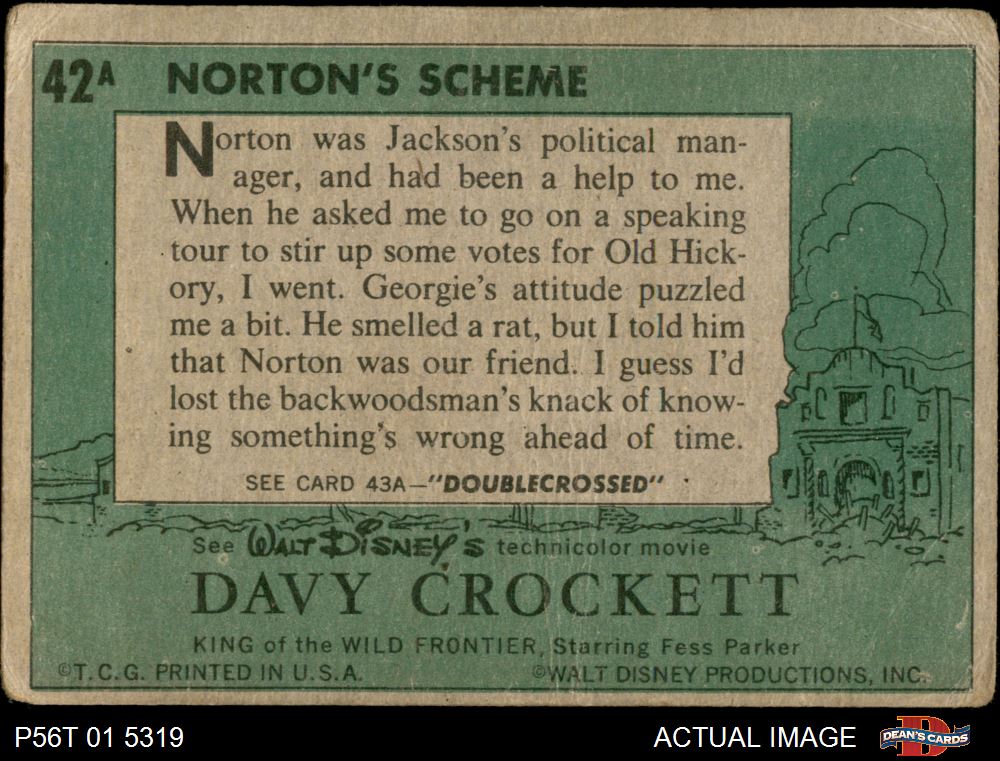 42A NORTON'S SCHEME
Norton was Jackson's political man-
ager, and had been a help to me.
When he asked me to go on a speaking
tour to stir up some votes for Old Hick-
ory, I went. Georgie's attitude puzzled
me a bit. He smelled a rat, but I told him
that Norton was our friend. I guess I'd
lost the backwoodsman's knack of know-
ing something's wrong ahead of time.
SEE CARD 43A—"DOUBLECROSSED"
See WALT DISNEY'S technicolor movie
DAVY CROCKETT
KING of the WILD FRONTIER, Starring Fess Parker
©T.C.G. PRINTED IN U.S.A. ©WALT DISNEY PRODUCTIONS, INC.
P56T 01 5319 ACTUAL IMAGE D DEAN'S CARDS